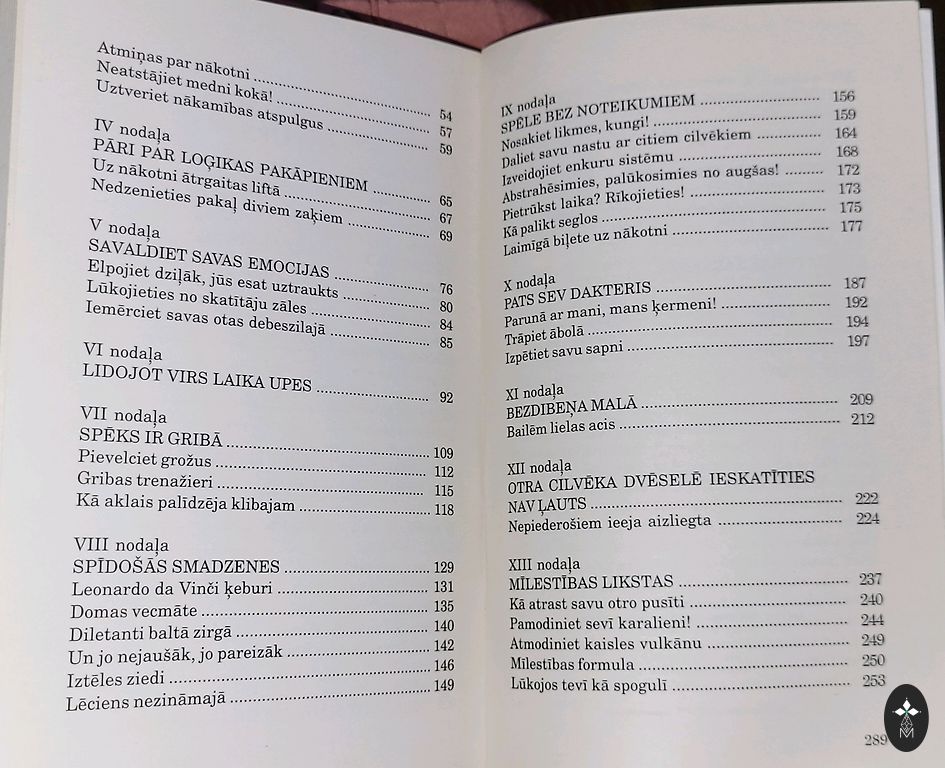 Atmiņas par nākotni ........ 54
Neatstājiet medni kokā! ........ 57
Uztveriet nākamības atspulgus ........ 59
IV nodaļa
PĀRI PAR LOĢIKAS PAKĀPIENIEM ........ 65
Uz nākotni ātrgaitas liftā ........ 67
Nedzenieties pakaļ diviem zaķiem ........ 69
V nodaļa
SAVALDIET SAVAS EMOCIJAS ........ 76
Elpojiet dziļāk, jūs esat uztraukts ........ 80
Lūkojieties no skatītāju zāles ........ 84
Iemērciet savas otas debeszilajā ........ 85
VI nodaļa
LIDOJOT VIRS LAIKA UPES ........ 92
VII nodaļa
SPĒKS IR GRIBĀ ........ 109
Pievelciet grožus ........ 112
Gribas trenažieri ........ 115
Kā aklais palīdzēja klibajam ........ 118
VIII nodaļa
SPĪDOŠĀS SMADZENES ........ 129
Leonardo da Vinči ķeburi ........ 131
Domas vecmāte ........ 135
Diletanti baltā zirgā ........ 140
Un jo nejaušāk, jo pareizāk ........ 142
Iztēles ziedi ........ 146
Lēciens nezināmajā ........ 149
IX nodaļa
SPĒLE BEZ NOTEIKUMIEM ........ 156
Nosakiet likmes, kungi! ........ 159
Daliet savu nastu ar citiem cilvēkiem ........ 164
Izveidojiet enkuru sistēmu ........ 168
Abstrahēsimies, palūkosimies no augšas! ........ 172
Pietrūkst laika? Rīkojieties! ........ 173
Kā palikt seglos ........ 175
Laimīgā biļete uz nākotni ........ 177
X nodaļa
PATS SEV DAKTERIS ........ 187
Parunā ar mani, mans ķermeni! ........ 192
Trāpiet ābolā ........ 194
Izpētiet savu sapni ........ 197
XI nodaļa
BEZDIBEŅA MALĀ ........ 209
Bailēm lielas acis ........ 212
XII nodaļa
OTRA CILVĒKA DVĒSELĒ IESKATĪTIES
NAV ĻAUTS ........ 222
Nepiederošiem ieeja aizliegta ........ 224
XIII nodaļa
MĪLESTĪBAS LIKSTAS ........ 237
Kā atrast savu otro pusīti ........ 240
Pamodiniet sevī karalieni! ........ 244
Atmodiniet kaisles vulkānu ........ 249
Mīlestības formula ........ 250
Lūkojos tevī kā spogulī ........ 253
289
M